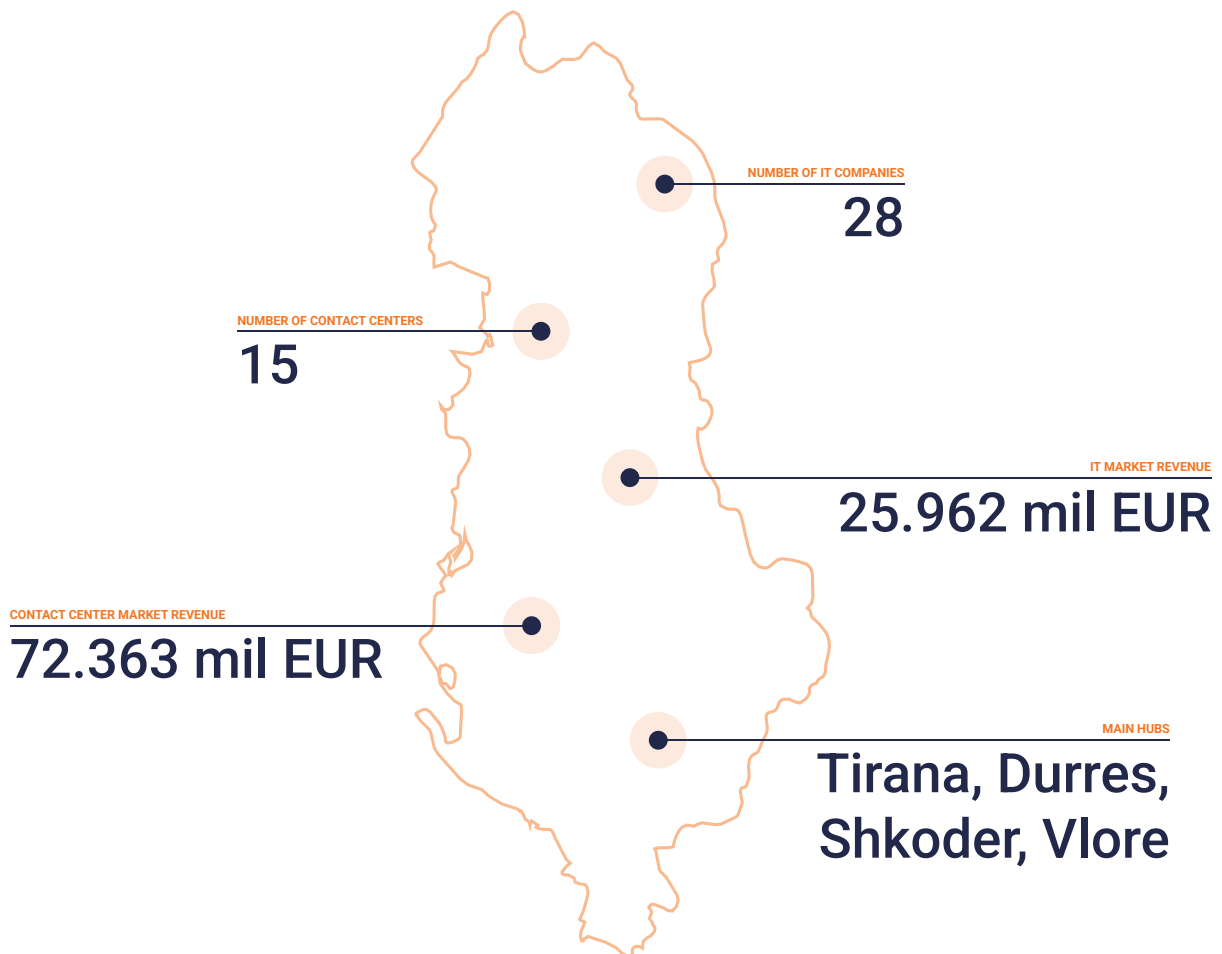 NUMBER OF IT COMPANIES
28
NUMBER OF CONTACT CENTERS
15
IT MARKET REVENUE
25.962 mil EUR
CONTACT CENTER MARKET REVENUE
72.363 mil EUR
MAIN HUBS
Tirana, Durres,
Shkoder, Vlore